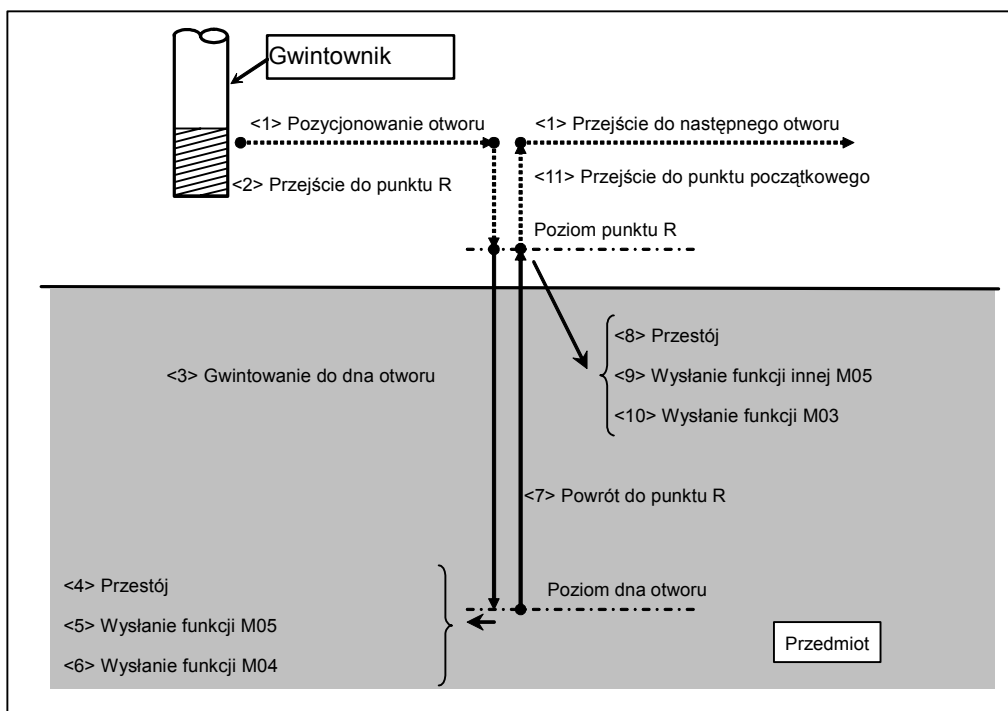 Gwintownik
<1> Pozycjonowanie otworu
<1> Przejście do następnego otworu
<2> Przejście do punktu R
<11> Przejście do punktu początkowego
Poziom punktu R
<8> Przestój
<3> Gwintowanie do dna otworu
<9> Wysłanie funkcji innej M05
<10> Wysłanie funkcji M03
<7> Powrót do punktu R
<4> Przestój
Poziom dna otworu
<5> Wysłanie funkcji M05
<6> Wysłanie funkcji M04
Przedmiot